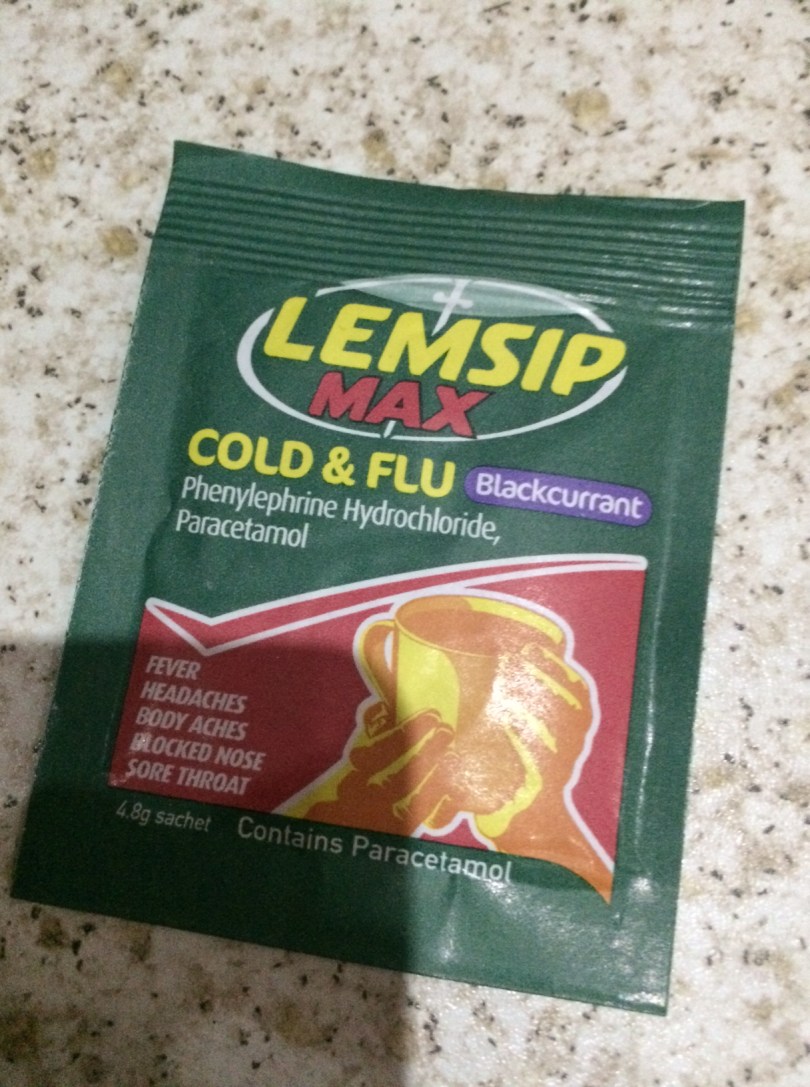 LEMSIP
MAX
COLD & FLU Blackcurrant
Phenylephrine Hydrochloride,
Paracetamol
FEVER
HEADACHES
BODY ACHES
BLOCKED NOSE
SORE THROAT
4.8g sachet Contains Paracetamol